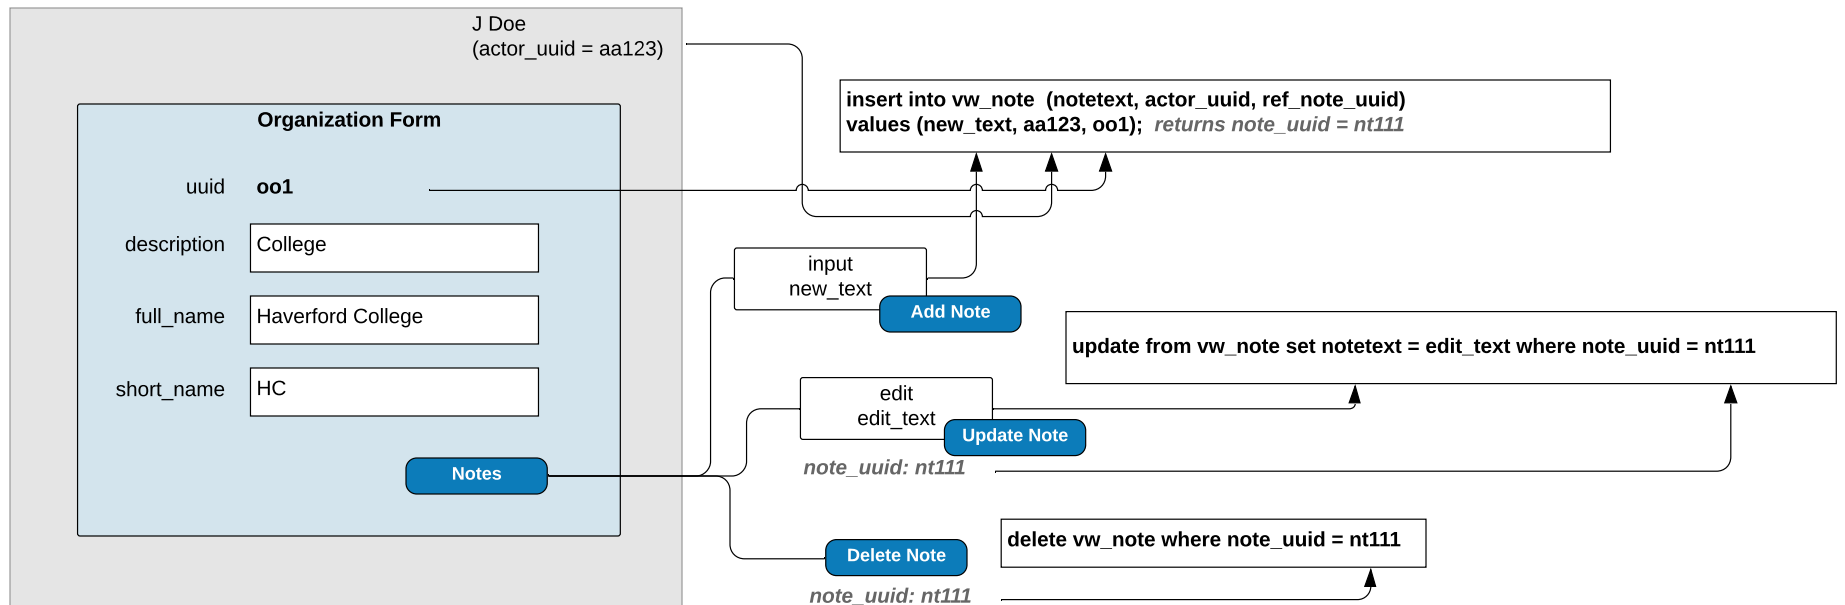 J Doe
(actor_uuid = aa123)
Organization Form
uuid oo1
description College
full_name Haverford College
short_name HC
Notes
insert into vw_note (notetext, actor_uuid, ref_note_uuid)
values (new_text, aa123, oo1); returns note_uuid = nt111
input
new_text
Add Note
update from vw_note set notetext = edit_text where note_uuid = nt111
edit
edit_text
Update Note
note_uuid: nt111
delete vw_note where note_uuid = nt111
Delete Note
note_uuid: nt111